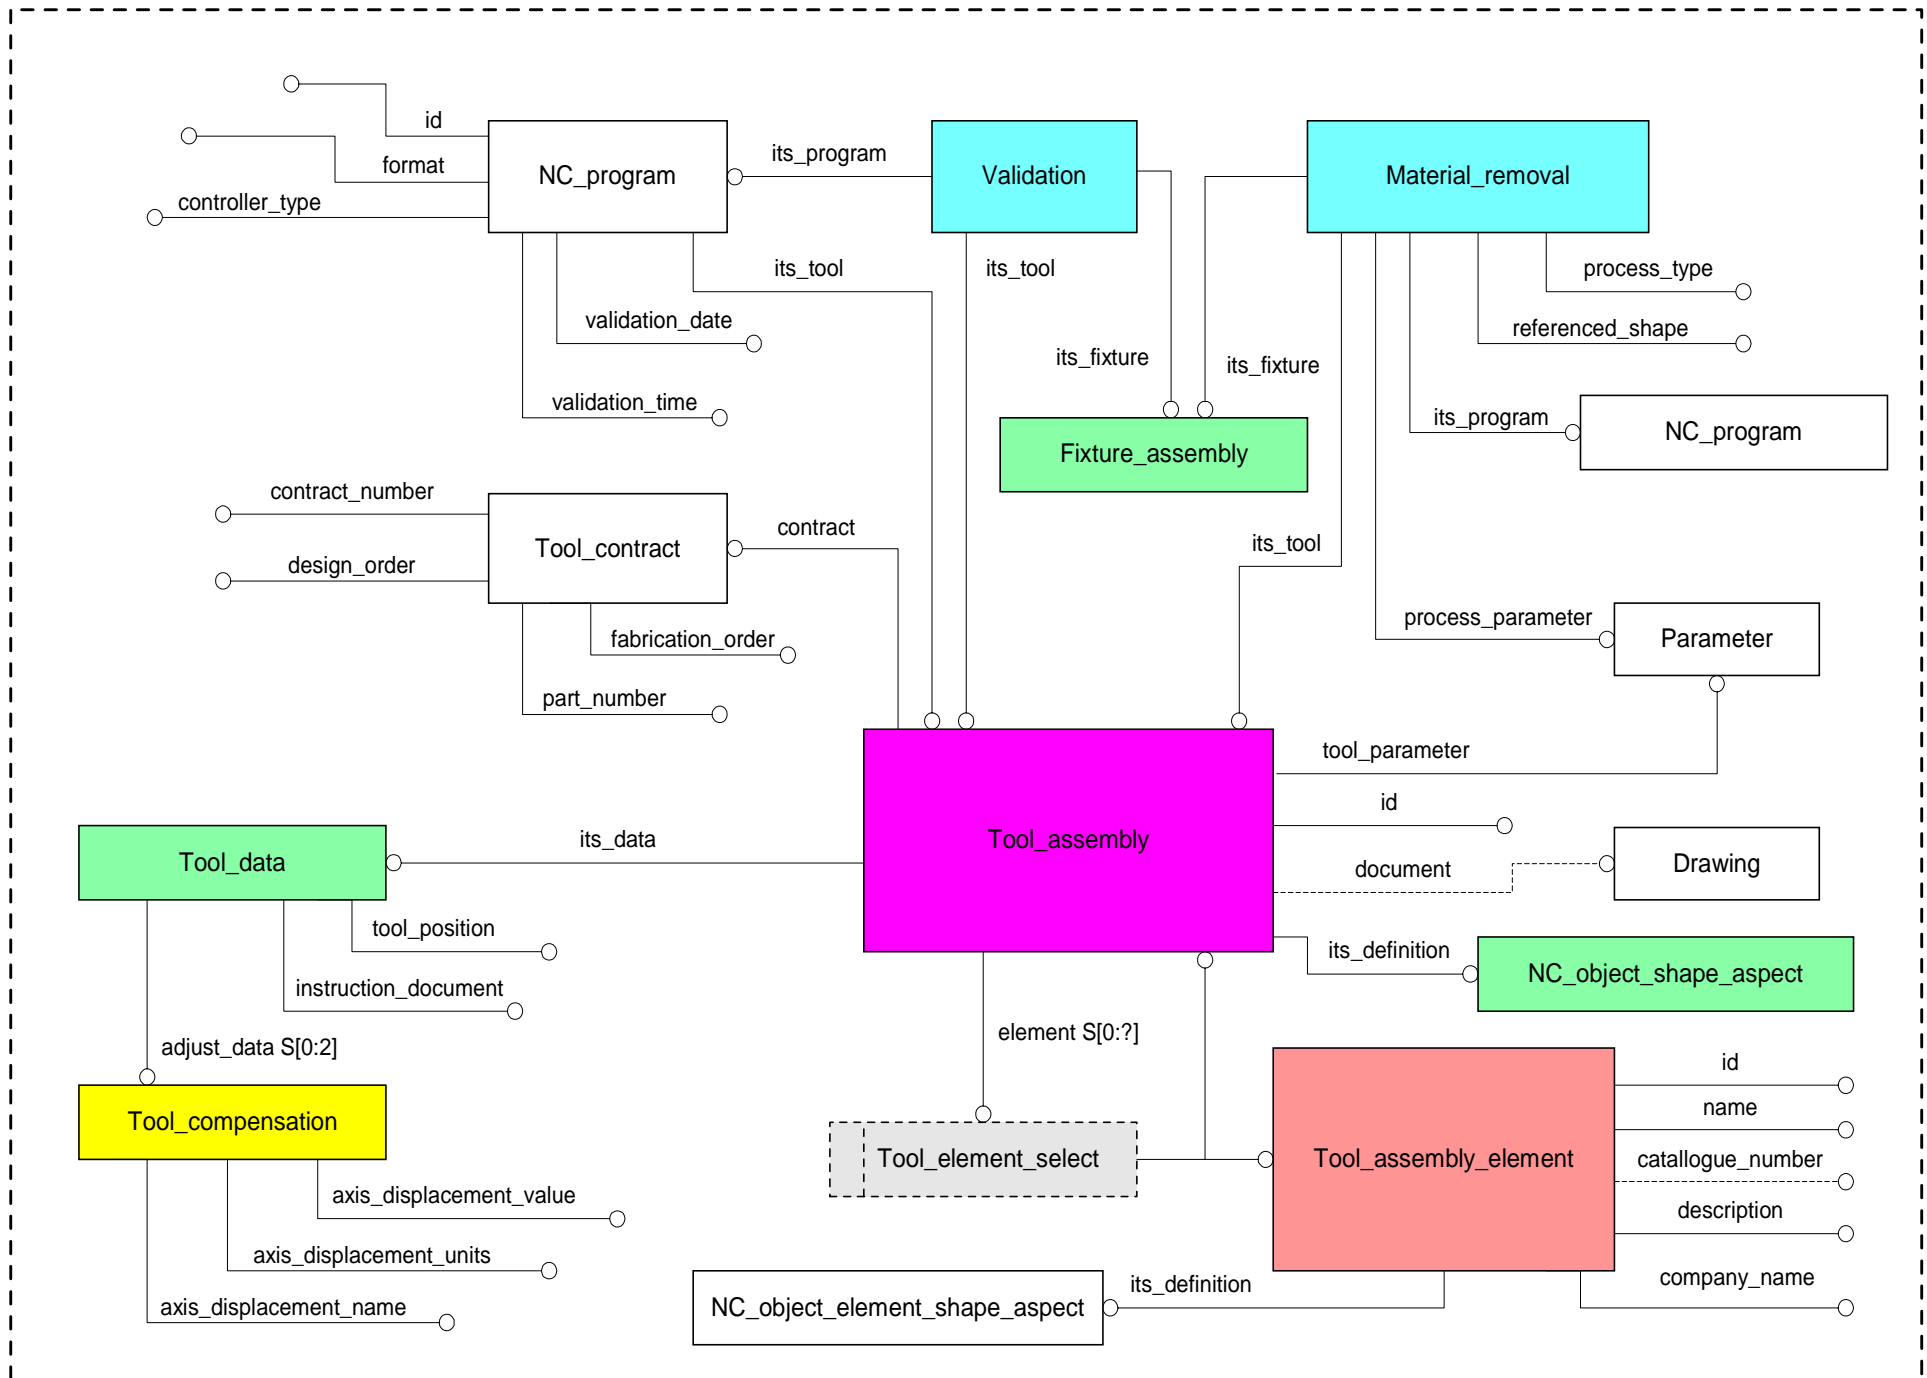 id
format
controller_type
NC_program
its_program
Validation
Material_removal
its_tool
its_tool
process_type
validation_date
referenced_shape
its_fixture
its_fixture
validation_time
its_program
NC_program
Fixture_assembly
contract_number
contract
Tool_contract
its_tool
design_order
process_parameter
fabrication_order
Parameter
part_number
tool_parameter
id
its_data
Tool_assembly
Tool_data
document
Drawing
tool_position
its_definition
NC_object_shape_aspect
instruction_document
element S[0:?]
adjust_data S[0:2]
id
name
Tool_compensation
Tool_element_select
Tool_assembly_element
catallogue_number
axis_displacement_value
description
axis_displacement_units
company_name
its_definition
axis_displacement_name
NC_object_element_shape_aspect